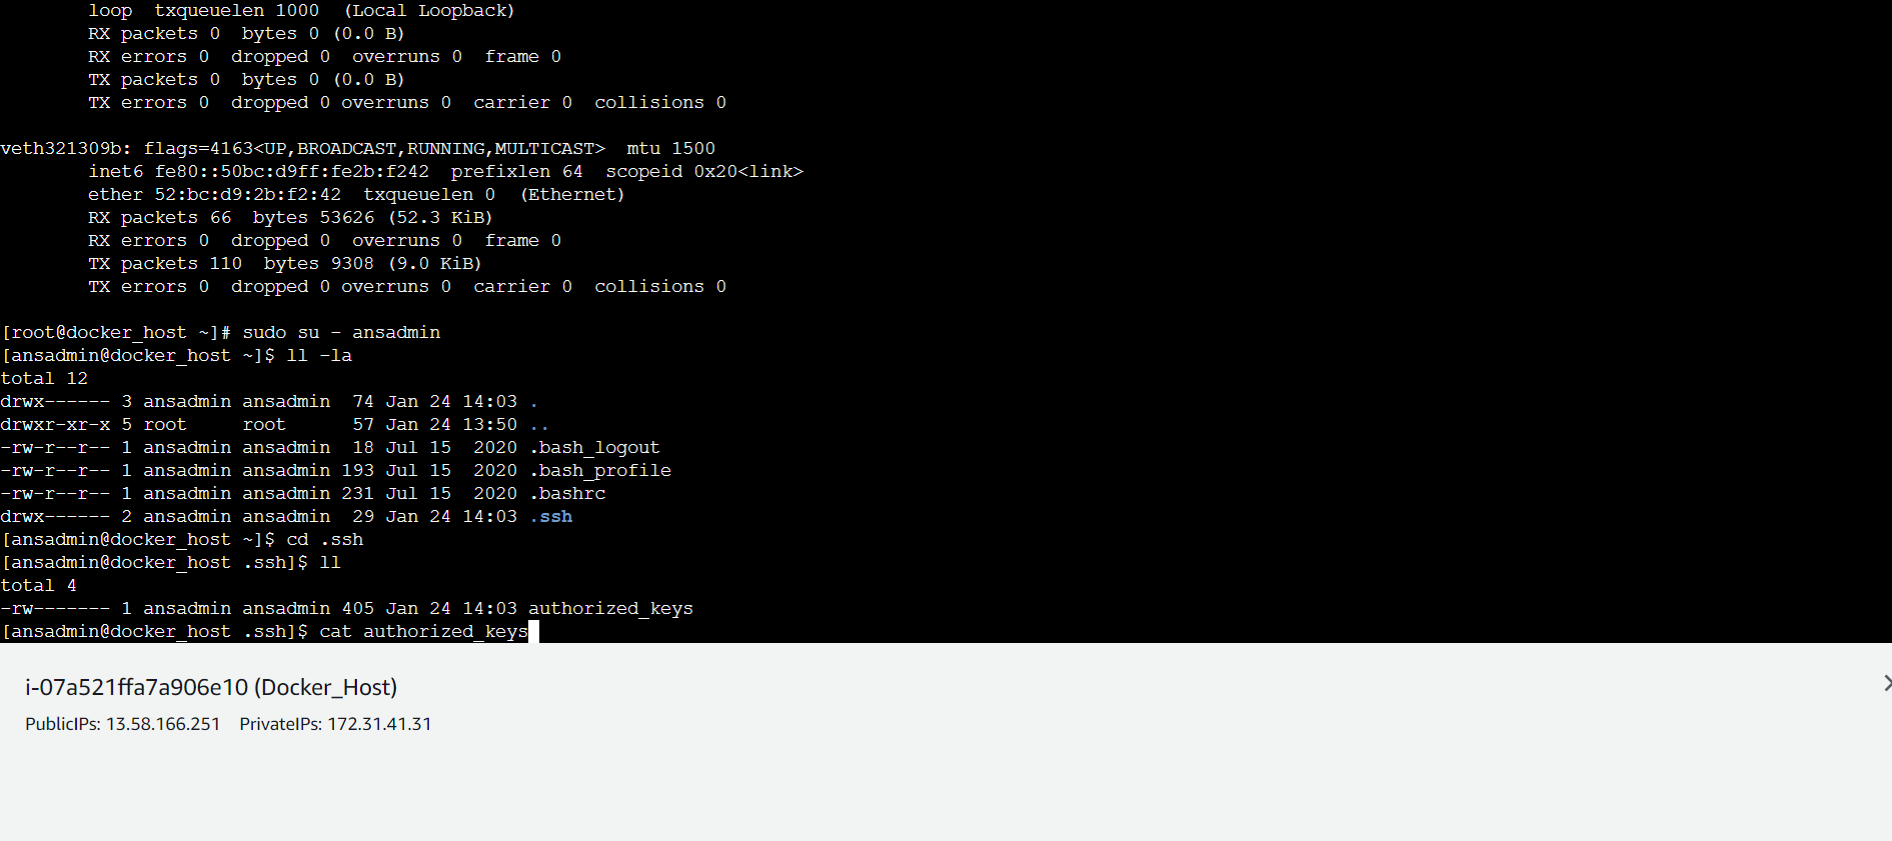 loop  txqueuelen 1000  (Local Loopback)
RX packets 0  bytes 0 (0.0 B)
RX errors 0  dropped 0  overruns 0  frame 0
TX packets 0  bytes 0 (0.0 B)
TX errors 0  dropped 0 overruns 0  carrier 0  collisions 0
veth321309b: flags=4163<UP,BROADCAST,RUNNING,MULTICAST>  mtu 1500
inet6 fe80::50bc:d9ff:fe2b:f242  prefixlen 64  scopeid 0x20<link>
ether 52:bc:d9:2b:f2:42  txqueuelen 0  (Ethernet)
RX packets 66  bytes 53626 (52.3 KiB)
RX errors 0  dropped 0  overruns 0  frame 0
TX packets 110  bytes 9308 (9.0 KiB)
TX errors 0  dropped 0 overruns 0  carrier 0  collisions 0
[root@docker_host ~]# sudo su - ansadmin
[ansadmin@docker_host ~]$ ll -la
total 12
drwx------ 3 ansadmin ansadmin  74 Jan 24 14:03 .
drwxr-xr-x 5 root     root      57 Jan 24 13:50 ..
-rw-r--r-- 1 ansadmin ansadmin  18 Jul 15  2020 .bash_logout
-rw-r--r-- 1 ansadmin ansadmin 193 Jul 15  2020 .bash_profile
-rw-r--r-- 1 ansadmin ansadmin 231 Jul 15  2020 .bashrc
drwx------ 2 ansadmin ansadmin  29 Jan 24 14:03 .ssh
[ansadmin@docker_host ~]$ cd .ssh
[ansadmin@docker_host .ssh]$ ll
total 4
-rw------- 1 ansadmin ansadmin 405 Jan 24 14:03 authorized_keys
[ansadmin@docker_host .ssh]$ cat authorized_keys
i-07a521ffa7a906e10 (Docker_Host)
PublicIPs: 13.58.166.251    PrivateIPs: 172.31.41.31